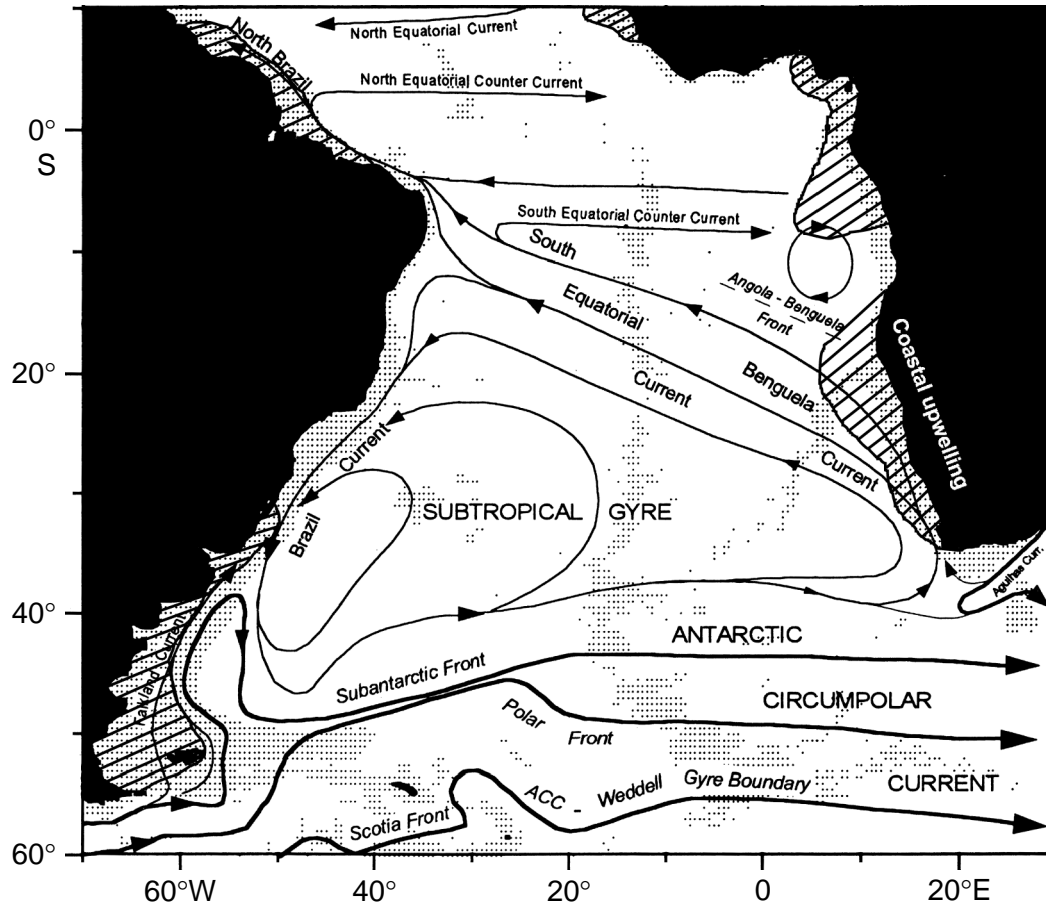 North Equatorial Current
North Brazil
North Equatorial Counter Current
0°
S
South Equatorial Counter Current
South
Equatorial
Current
Angola - Benguela
Front
Benguela
Current
Coastal upwelling
20°
Current
Brazil
SUBTROPICAL GYRE
Agulhas Curr.
40°
ANTARCTIC
Falkland Current
Subantarctic Front
CIRCUMPOLAR
Polar
Front
CURRENT
ACC - Weddell Gyre Boundary
Scotia Front
60°
60°W
40°
20°
0
20°E